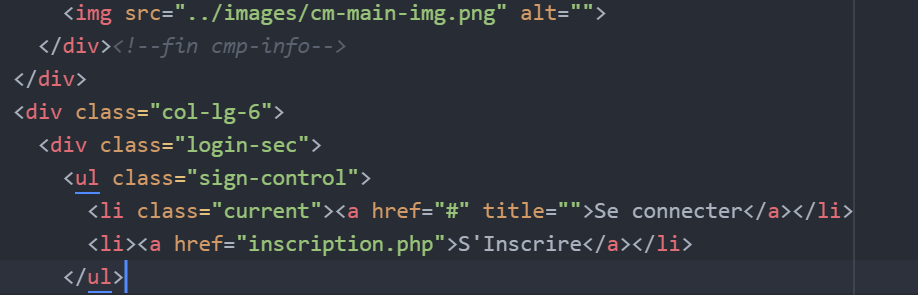 <img src="../images/cm-main-img.png" alt="">
</div><!--fin cmp-info-->
</div>
<div class="col-lg-6">
<div class="login-sec">
<ul class="sign-control">
<li class="current"><a href="#" title="">Se connecter</a></li>
<li><a href="inscription.php">S'Inscrire</a></li>
</ul>